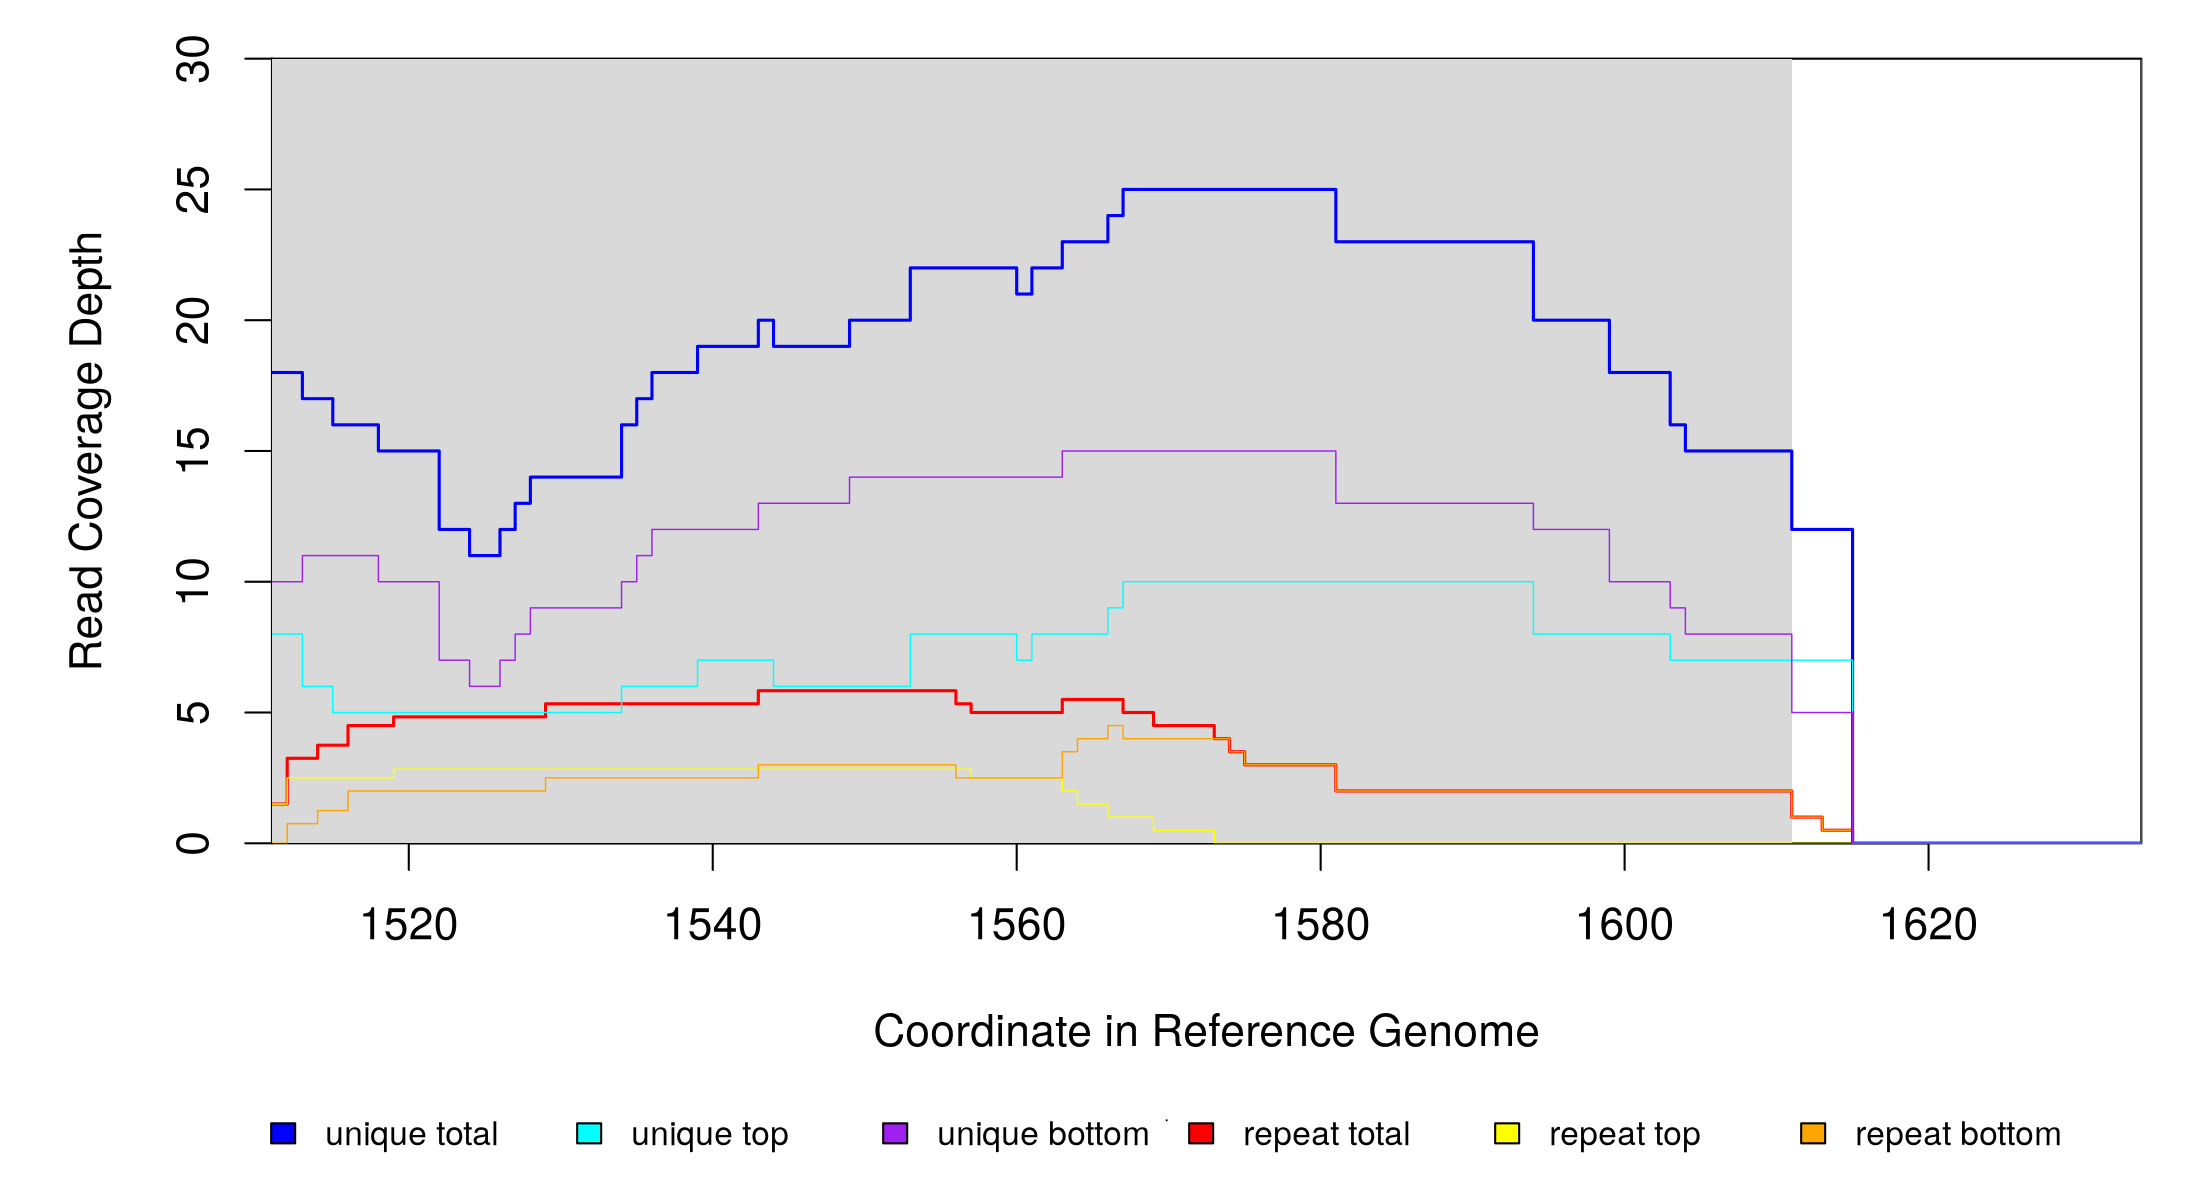 30
25
20
15
10
5
0
Read Coverage Depth
1520 1540 1560 1580 1600 1620
Coordinate in Reference Genome
unique total unique top unique bottom repeat total repeat top repeat bottom